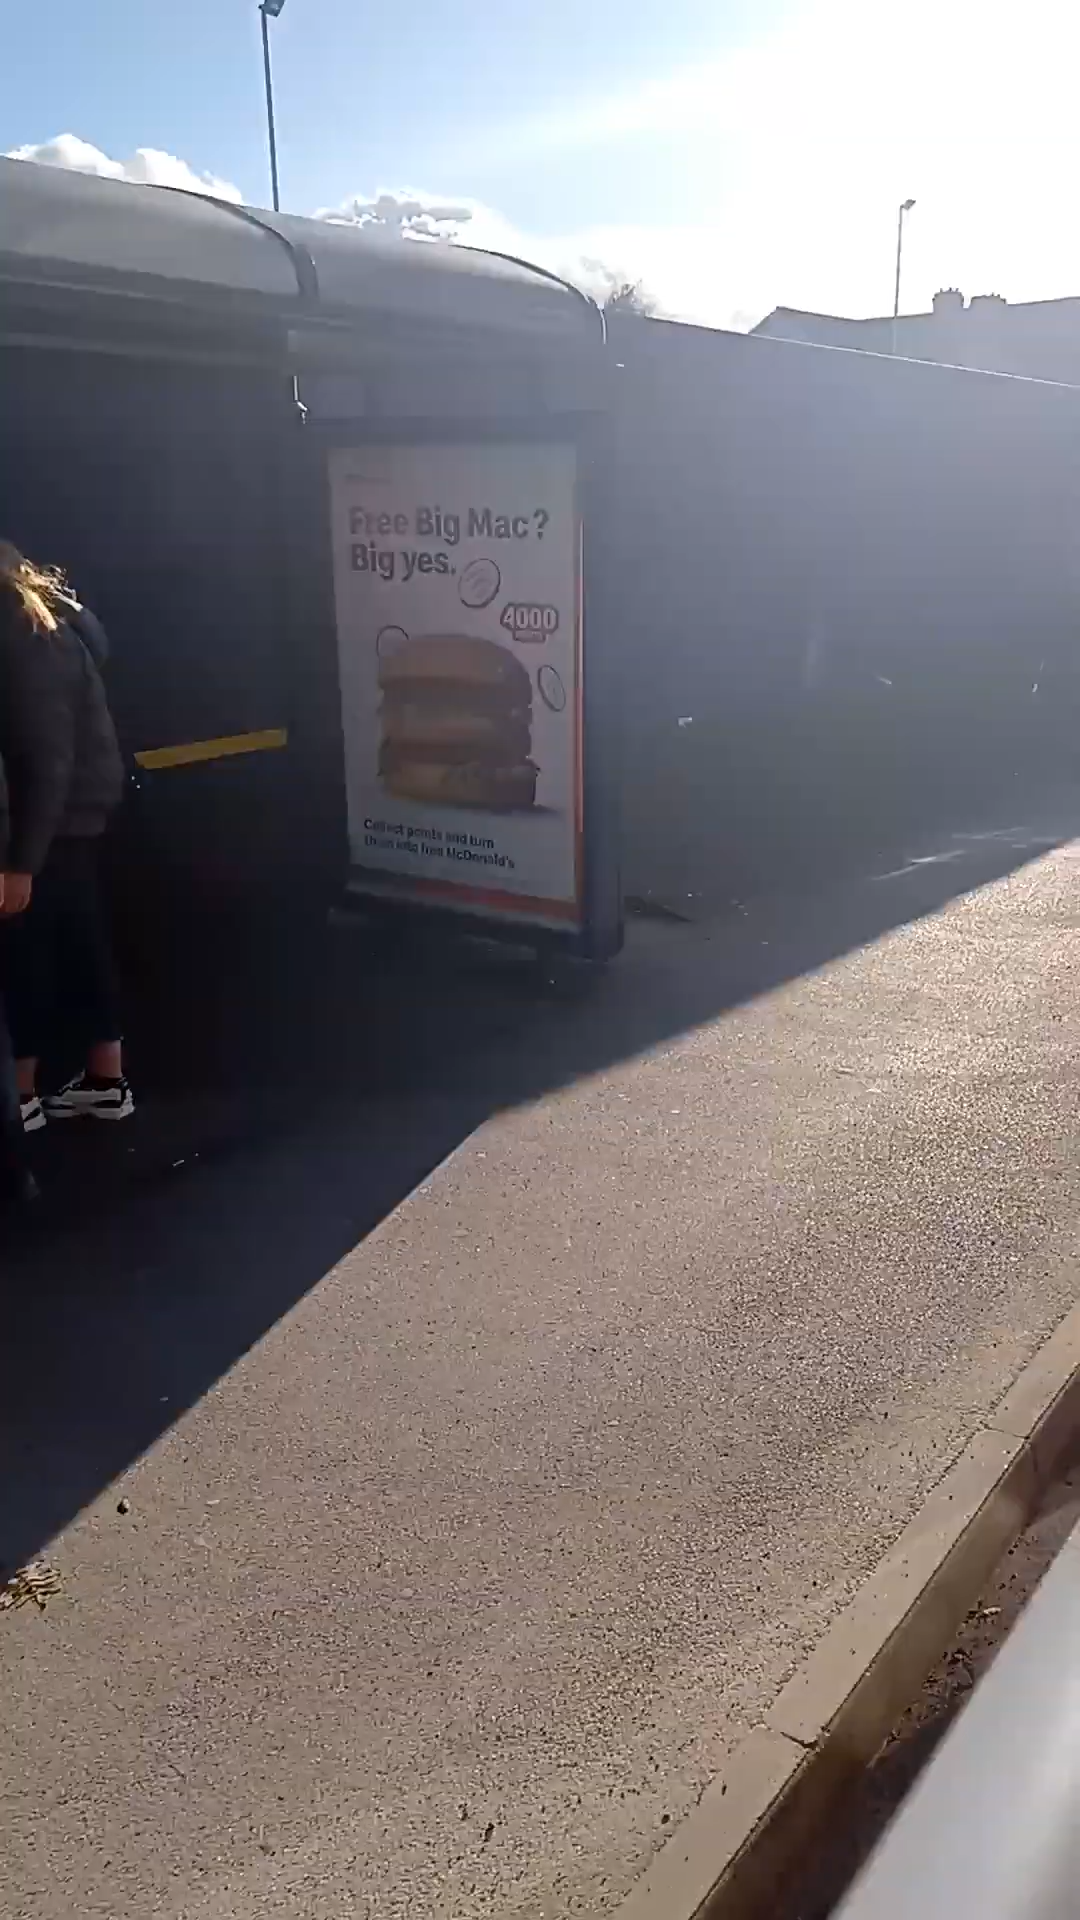 Free Big Mac?
Big yes.
4000
Collect points and turn
them into free McDonald's